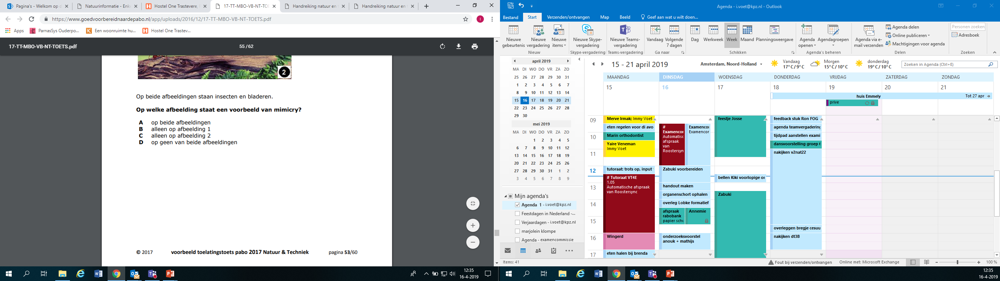 Pagina's - Welkom op d
Natuurinformatie - Enke
Hostel One Trastevere,
17-TT-MBO-VB-NT-TOE
Handreiking natuur en
Handreiking natuur en
https://www.goedvoorbereidnaardepabo.nl/app/uploads/2016/12/17-TT-MBO-VB-NT-TOETS.pdf
I
Apps
ParnasSys Ouderpo...
Een woonruimte hu...
Hostel One Trastev...
17-TT-MBO-VB-NT-TOETS.pdf
55 / 62
2
Op beide afbeeldingen staan insecten en bladeren.
Op welke afbeelding staat een voorbeeld van mimicry?
A op beide afbeeldingen
B alleen op afbeelding 1
C alleen op afbeelding 2
D op geen van beide afbeeldingen
© 2017 voorbeeld toelatingstoets pabo 2017 Natuur & Techniek pagina 53/60
12:35
16-4-2019
Agenda - i.voet@kpz.nl - Outlook
Bestand Start Verzenden/ontvangen Map Beeld Geef aan wat u wilt doen...
Nieuwe gebeurtenis
Nieuwe vergadering
Nieuwe items
Nieuw
Nieuwe Skype-vergadering
Skype-vergadering
Nieuwe Teams-vergadering
Teams-vergadering
Vandaag
Volgende 7 dagen
Ga naar
Dag
Werkweek
Week
Maand
Planningsweergave
Schikken
Agenda openen
Agendagroepen
Agenda's beheren
Agenda via e-mail verzenden
Agenda delen
Online publiceren
Machtigingen voor agenda
Delen
Personen zoeken
Adresboek
Zoeken
april 2019
MA DI WO DO VR ZA ZO
25 26 27 28 29 30 31
1 2 3 4 5 6 7
8 9 10 11 12 13 14
15 16 17 18 19 20 21
22 23 24 25 26 27 28
29 30
mei 2019
MA DI WO DO VR ZA ZO
1 2 3 4 5
6 7 8 9 10 11 12
13 14 15 16 17 18 19
20 21 22 23 24 25 26
27 28 29 30 31 1 2
3 4 5 6 7 8 9
Mijn agenda's
Agenda 1 - i.voet@kpz.nl
Feestdagen in Nederland -...
Verjaardagen - i.voet@kpz.nl
marjolein klompe
Agenda - examencommissie
15 - 21 april 2019
Amsterdam, Noord-Holland
Vandaag
17°C/9°C
Morgen
15°C/10°C
donderdag
19°C/10°C
Zoeken in Agenda (Ctrl+E)
MAANDAG DINSDAG WOENSDAG DONDERDAG VRIJDAG ZATERDAG ZONDAG
15 16 17 18 19 20 21
huis Emmely Tot 27 apr
prive
09
10
11
12
13
14
15
16
17
Merve Irmak; Immy Voet
eten regelen voor di avo
Marin orthodontist
Yaire Veneman
Immy Voet
tutoraat: trots op, input
# Tutoraat VT4E
1.05
Automatische afspraak
van Roostersync
Wingerd
eten halen bij brenda
#
Examencor
Automatisc
afspraak
van
Roostersyn
Examencor
Examencor
Zabuki voorbereiden
handout maken
organenschort ophalen
overleg Lobke formatief
afspraak
rabobank
papier schu
Annemie
onderzoeksvoorstel
anouk + mathijs
feestje Josse
bellen Kiki voorlopige o
Zabuki
feedback stuk Ron FOG
agenda teamvergadering
tijdpad aanstellen exami
dansvoorstelling groep 6
nakijken v2nat22
overleggen bregje cesuu
nakijken dt3B
Items: 41
Fout bij verzenden/ontvangen
Online met: Microsoft Exchange
100 %
12:35
16-4-2019